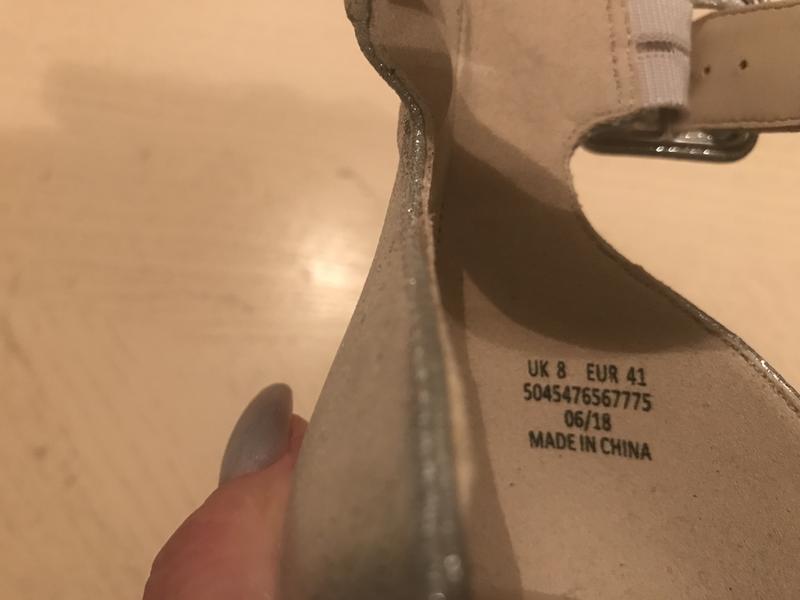 UK 8 EUR 41
5045476567775
06/18
MADE IN CHINA